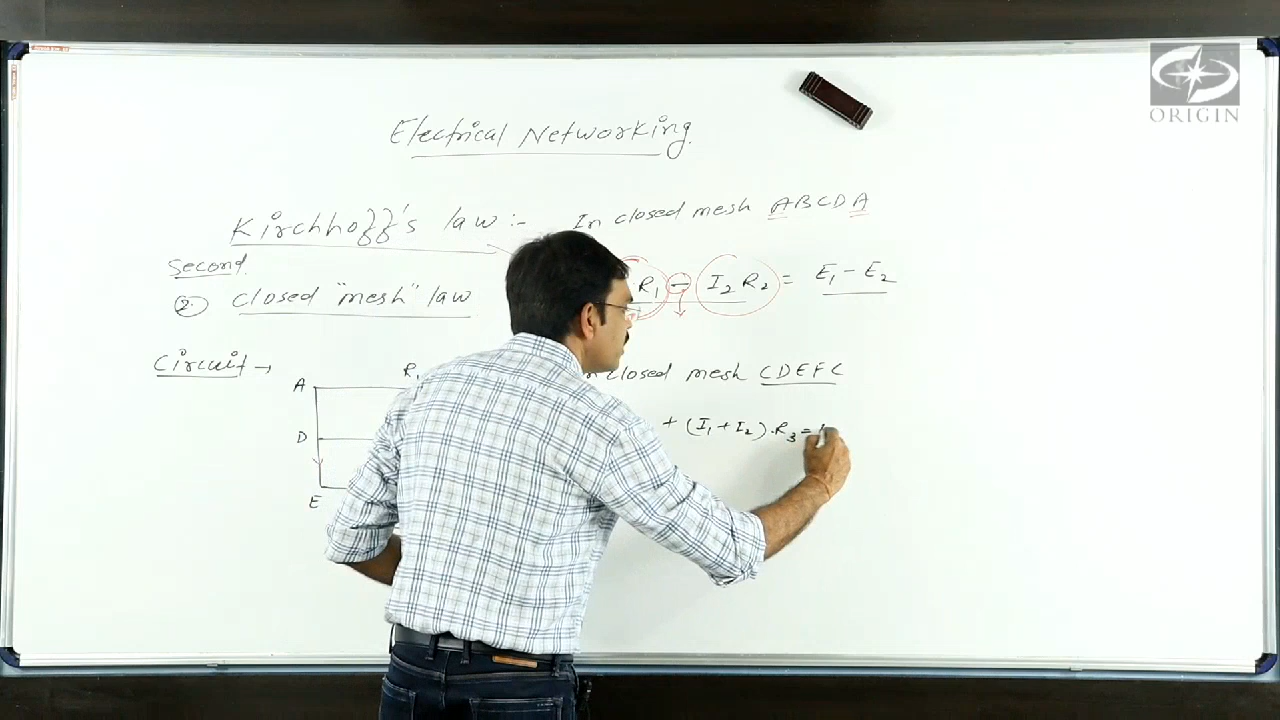 ORIGIN
Electrical Networking.
Kirchhoff's law :- In closed mesh ABCDA
Second
R₁ - I₂ R₂ = E₁ - E₂
② closed "mesh" law
Circuit → closed mesh CDEFC
A R₁
+ (I₁ + I₂) . R₃ =
D
E